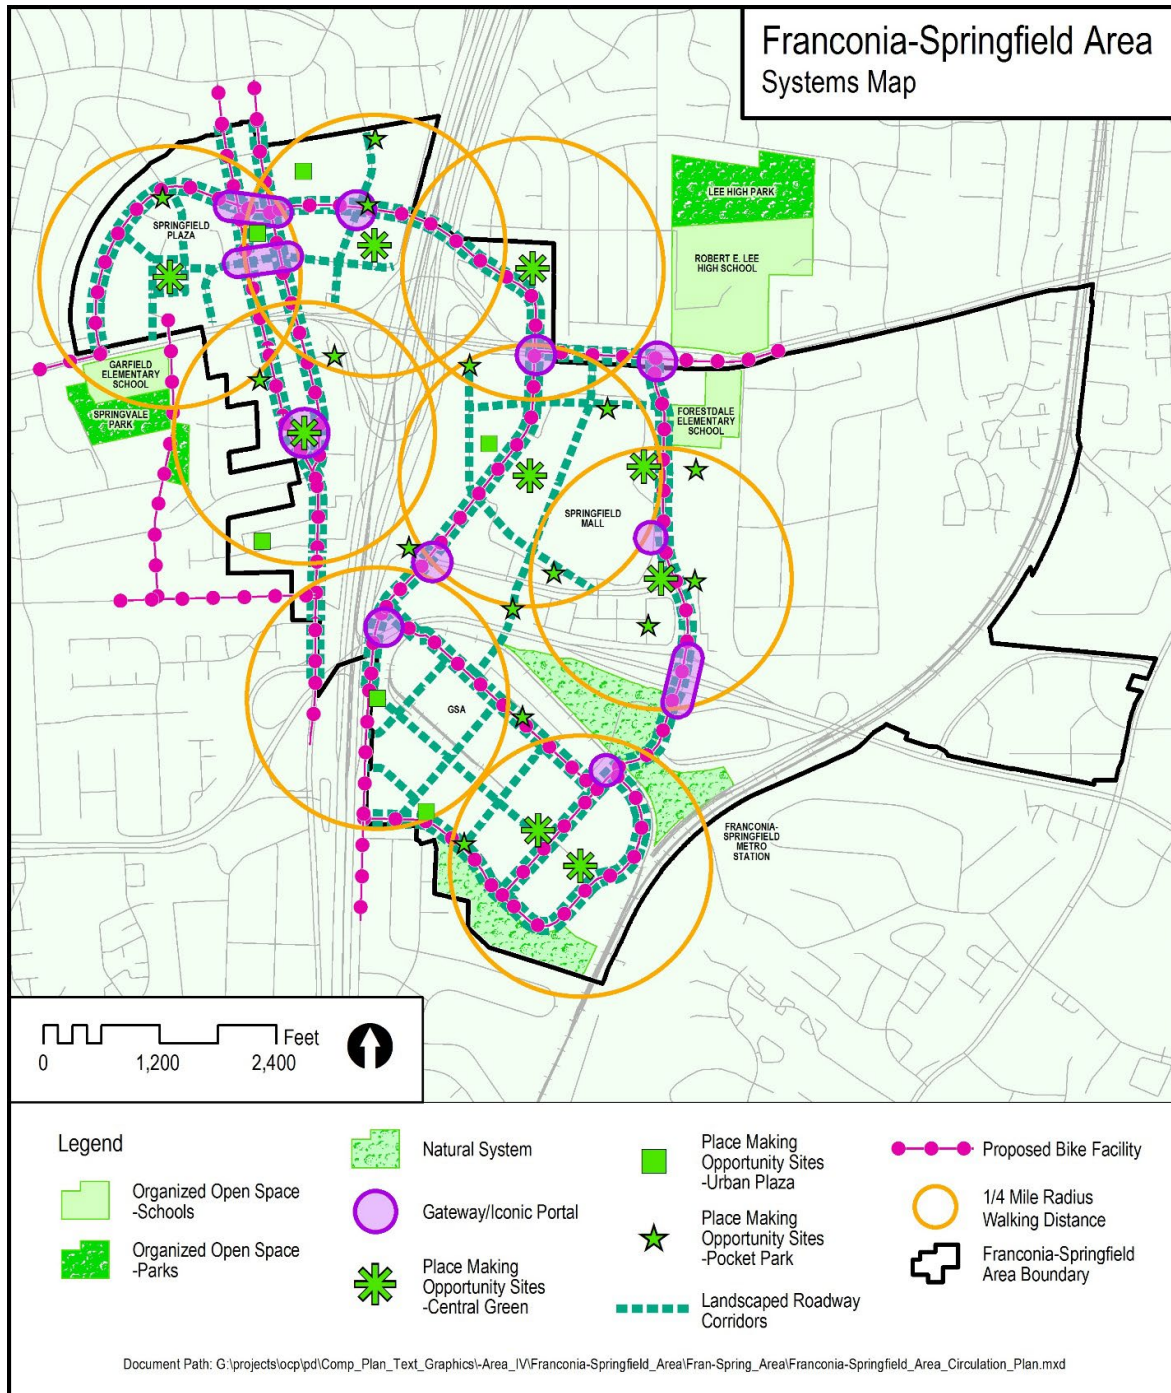 Franconia-Springfield Area
Systems Map
LEE HIGH PARK
SPRINGFIELD
PLAZA
ROBERT E. LEE
HIGH SCHOOL
GARFIELD
ELEMENTARY
SCHOOL
SPRINGVALE
PARK
FORESTDALE
ELEMENTARY
SCHOOL
SPRINGFIELD
MALL
GSA
FRANCONIA-
SPRINGFIELD
METRO
STATION
Feet
0
1,200
2,400
Legend
Organized Open Space
-Schools
Organized Open Space
-Parks
Natural System
Gateway/Iconic Portal
Place Making
Opportunity Sites
-Central Green
Place Making
Opportunity Sites
-Urban Plaza
Place Making
Opportunity Sites
-Pocket Park
Landscaped Roadway
Corridors
Proposed Bike Facility
1/4 Mile Radius
Walking Distance
Franconia-Springfield
Area Boundary
Document Path: G:\projects\ocp\pd\Comp_Plan_Text_Graphics\-Area_IV\Franconia-Springfield_Area\Fran-Spring_Area\Franconia-Springfield_Area_Circulation_Plan.mxd